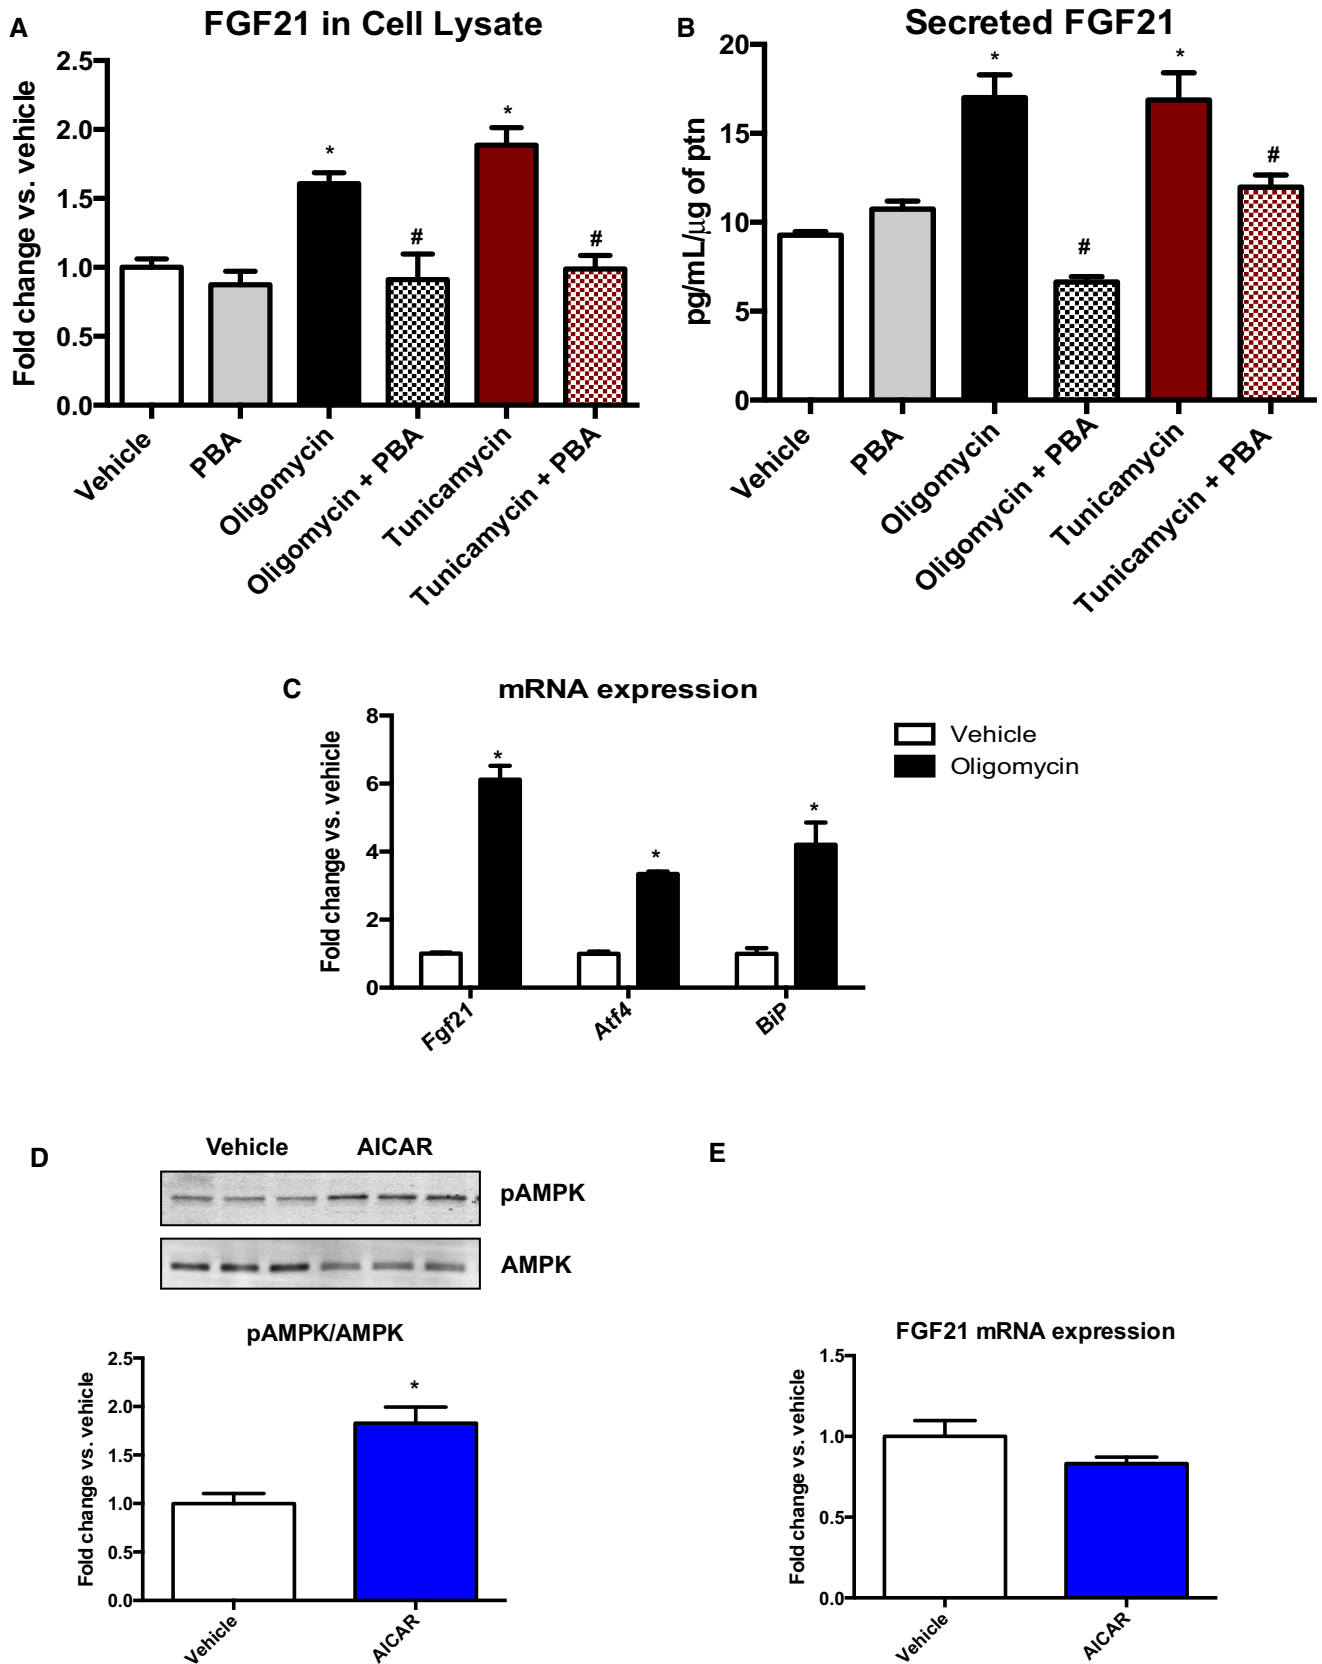 A
FGF21 in Cell Lysate
Fold change vs. vehicle
2.5
2.0
1.5
1.0
0.5
0.0
*
#
*
#
Vehicle
PBA
Oligomycin
Oligomycin + PBA
Tunicamycin
Tunicamycin + PBA
B
Secreted FGF21
pg/mL/μg of ptn
20
15
10
5
0
*
#
*
#
Vehicle
PBA
Oligomycin
Oligomycin + PBA
Tunicamycin
Tunicamycin + PBA
C
mRNA expression
Fold change vs. vehicle
8
6
4
2
0
*
*
*
Fgf21
Atf4
BiP
Vehicle
Oligomycin
D
Vehicle AICAR
pAMPK
AMPK
pAMPK/AMPK
Fold change vs. vehicle
2.5
2.0
1.5
1.0
0.5
0.0
*
Vehicle
AICAR
E
FGF21 mRNA expression
Fold change vs. vehicle
1.5
1.0
0.5
0.0
Vehicle
AICAR